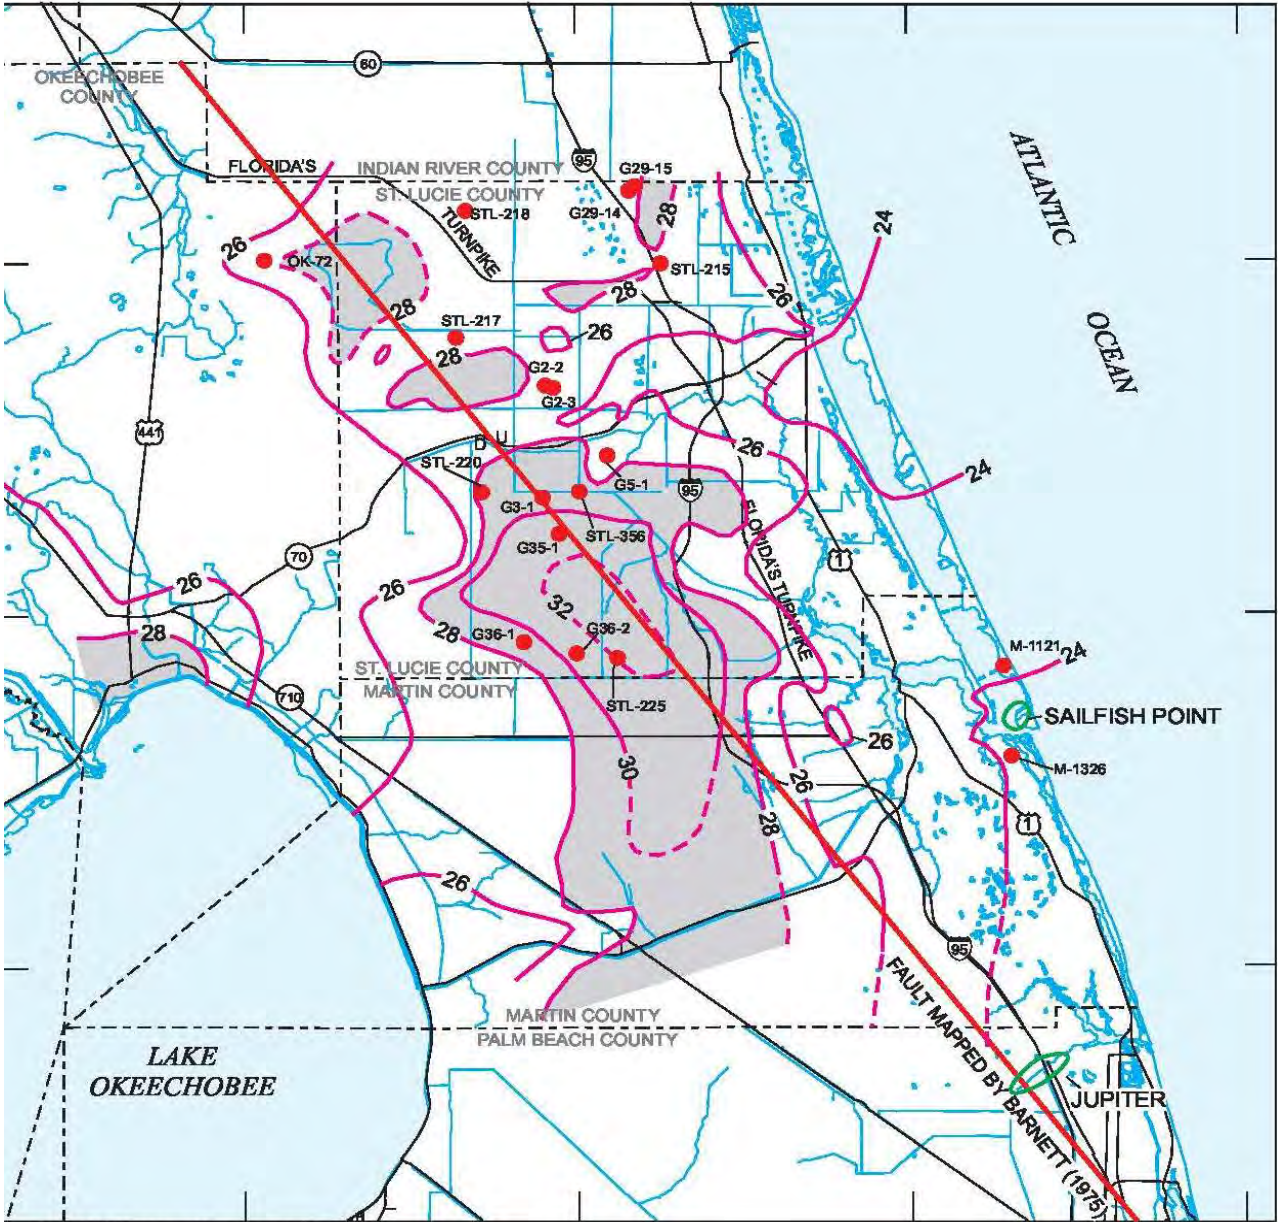 60
OKEECHOBEE
COUNTY
FLORIDA'S
INDIAN RIVER COUNTY
95
G29-15
ST. LUCIE COUNTY
STL-218
G29-14
28
TURNPIKE
ATLANTIC
24
26
OK-72
STL-215
28
26
28
OCEAN
STL-217
26
28
G2-2
G2-3
441
D
U
26
STL-220
G5-1
95
24
G3-1
STL-356
G35-1
FLORIDA'S TURNPIKE
70
1
26
26
32
28
28
G36-1
G36-2
M-1121
24
ST. LUCIE COUNTY
MARTIN COUNTY
710
STL-225
SAILFISH POINT
26
30
26
M-1326
28
1
26
95
FAULT MAPPED BY BARNETT (1975)
MARTIN COUNTY
PALM BEACH COUNTY
LAKE
OKEECHOBEE
JUPITER